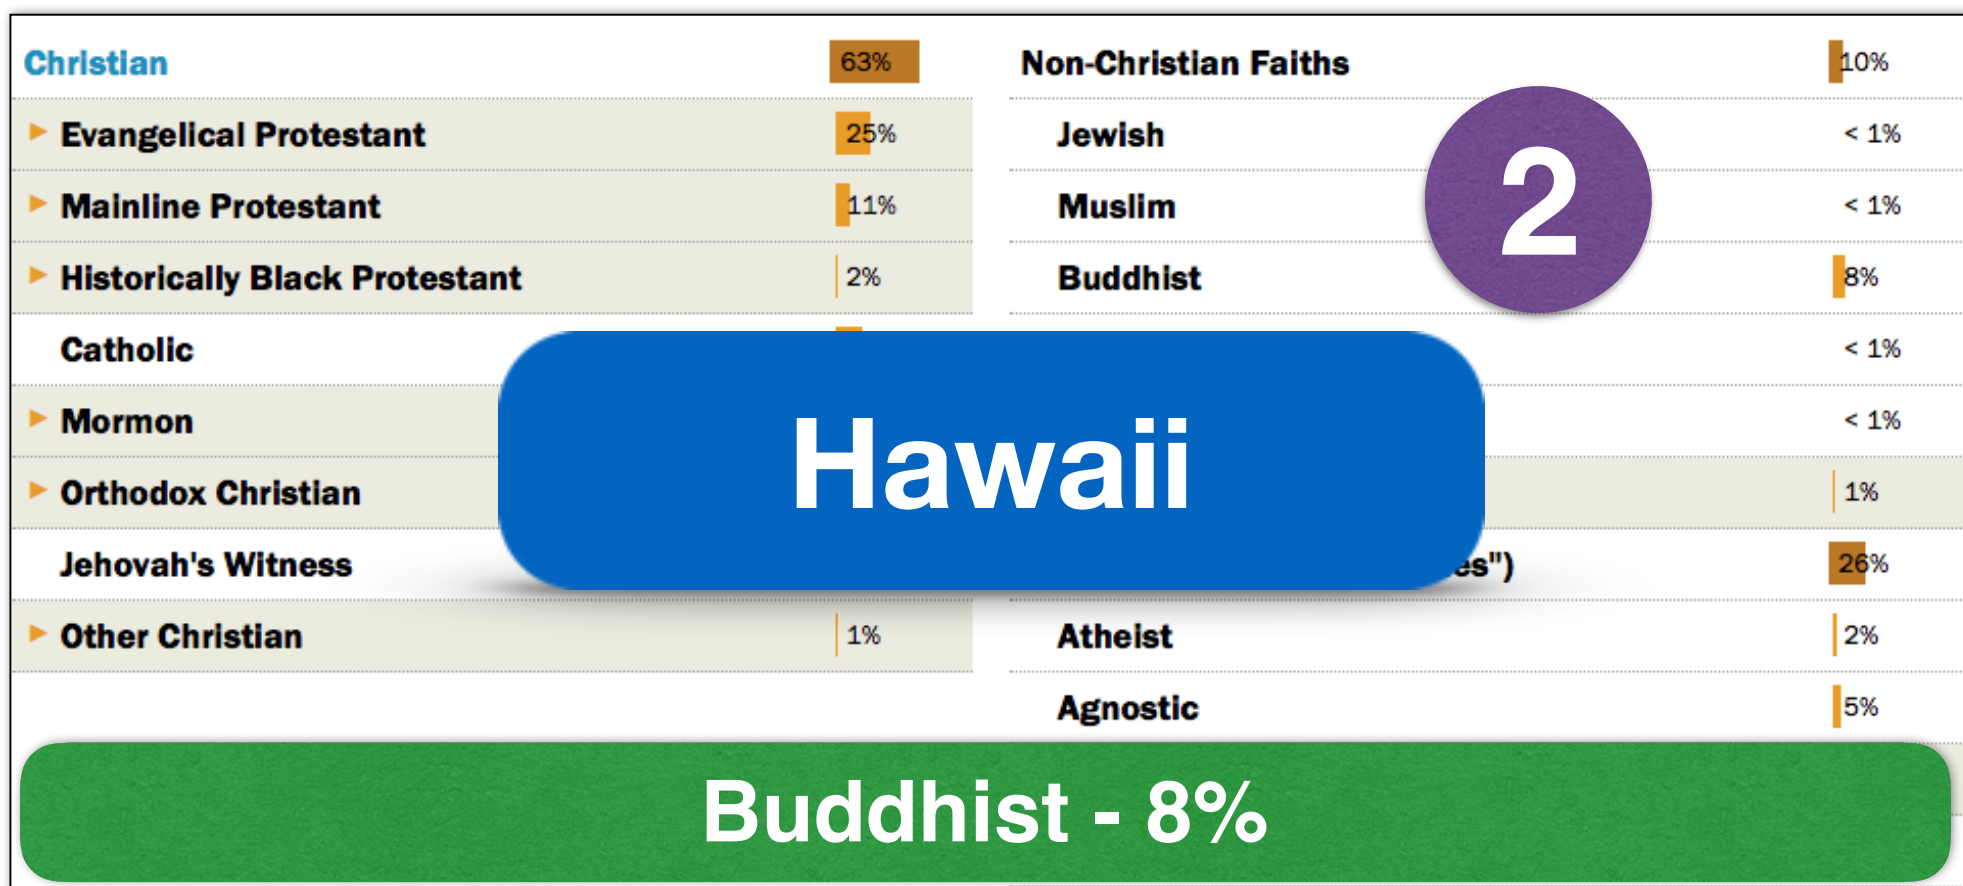 Christian 63%
Evangelical Protestant 25%
Mainline Protestant 11%
Historically Black Protestant 2%
Catholic
Mormon
Orthodox Christian
Jehovah's Witness
Other Christian 1%
Non-Christian Faiths 10%
Jewish < 1%
Muslim < 1%
Buddhist 8%
< 1%
< 1%
1%
es") 26%
Atheist 2%
Agnostic 5%
2
Hawaii
Buddhist - 8%